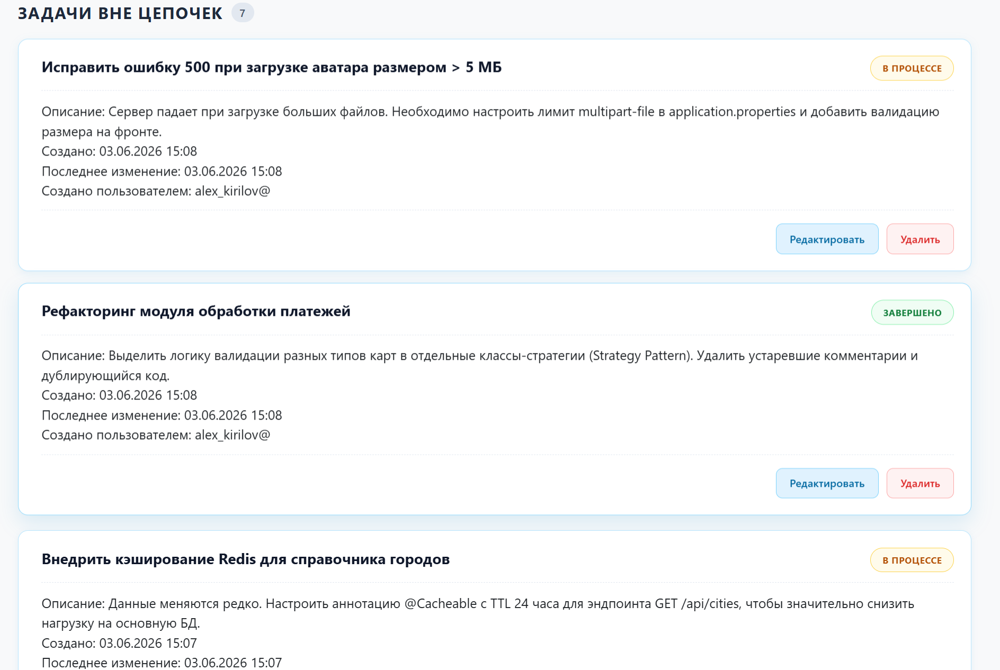 ЗАДАЧИ ВНЕ ЦЕПОЧЕК 7
Исправить ошибку 500 при загрузке аватара размером > 5 МБ
В ПРОЦЕССЕ
Описание: Сервер падает при загрузке больших файлов. Необходимо настроить лимит multipart-file в application.properties и добавить валидацию
размера на фронте.
Создано: 03.06.2026 15:08
Последнее изменение: 03.06.2026 15:08
Создано пользователем: alex_kirilov@
Редактировать Удалить
Рефакторинг модуля обработки платежей
ЗАВЕРШЕНО
Описание: Выделить логику валидации разных типов карт в отдельные классы-стратегии (Strategy Pattern). Удалить устаревшие комментарии и
дублирующийся код.
Создано: 03.06.2026 15:08
Последнее изменение: 03.06.2026 15:08
Создано пользователем: alex_kirilov@
Редактировать Удалить
Внедрить кэширование Redis для справочника городов
В ПРОЦЕССЕ
Описание: Данные меняются редко. Настроить аннотацию @Cacheable с TTL 24 часа для эндпоинта GET /api/cities, чтобы значительно снизить
нагрузку на основную БД.
Создано: 03.06.2026 15:07
Последнее изменение: 03.06.2026 15:07